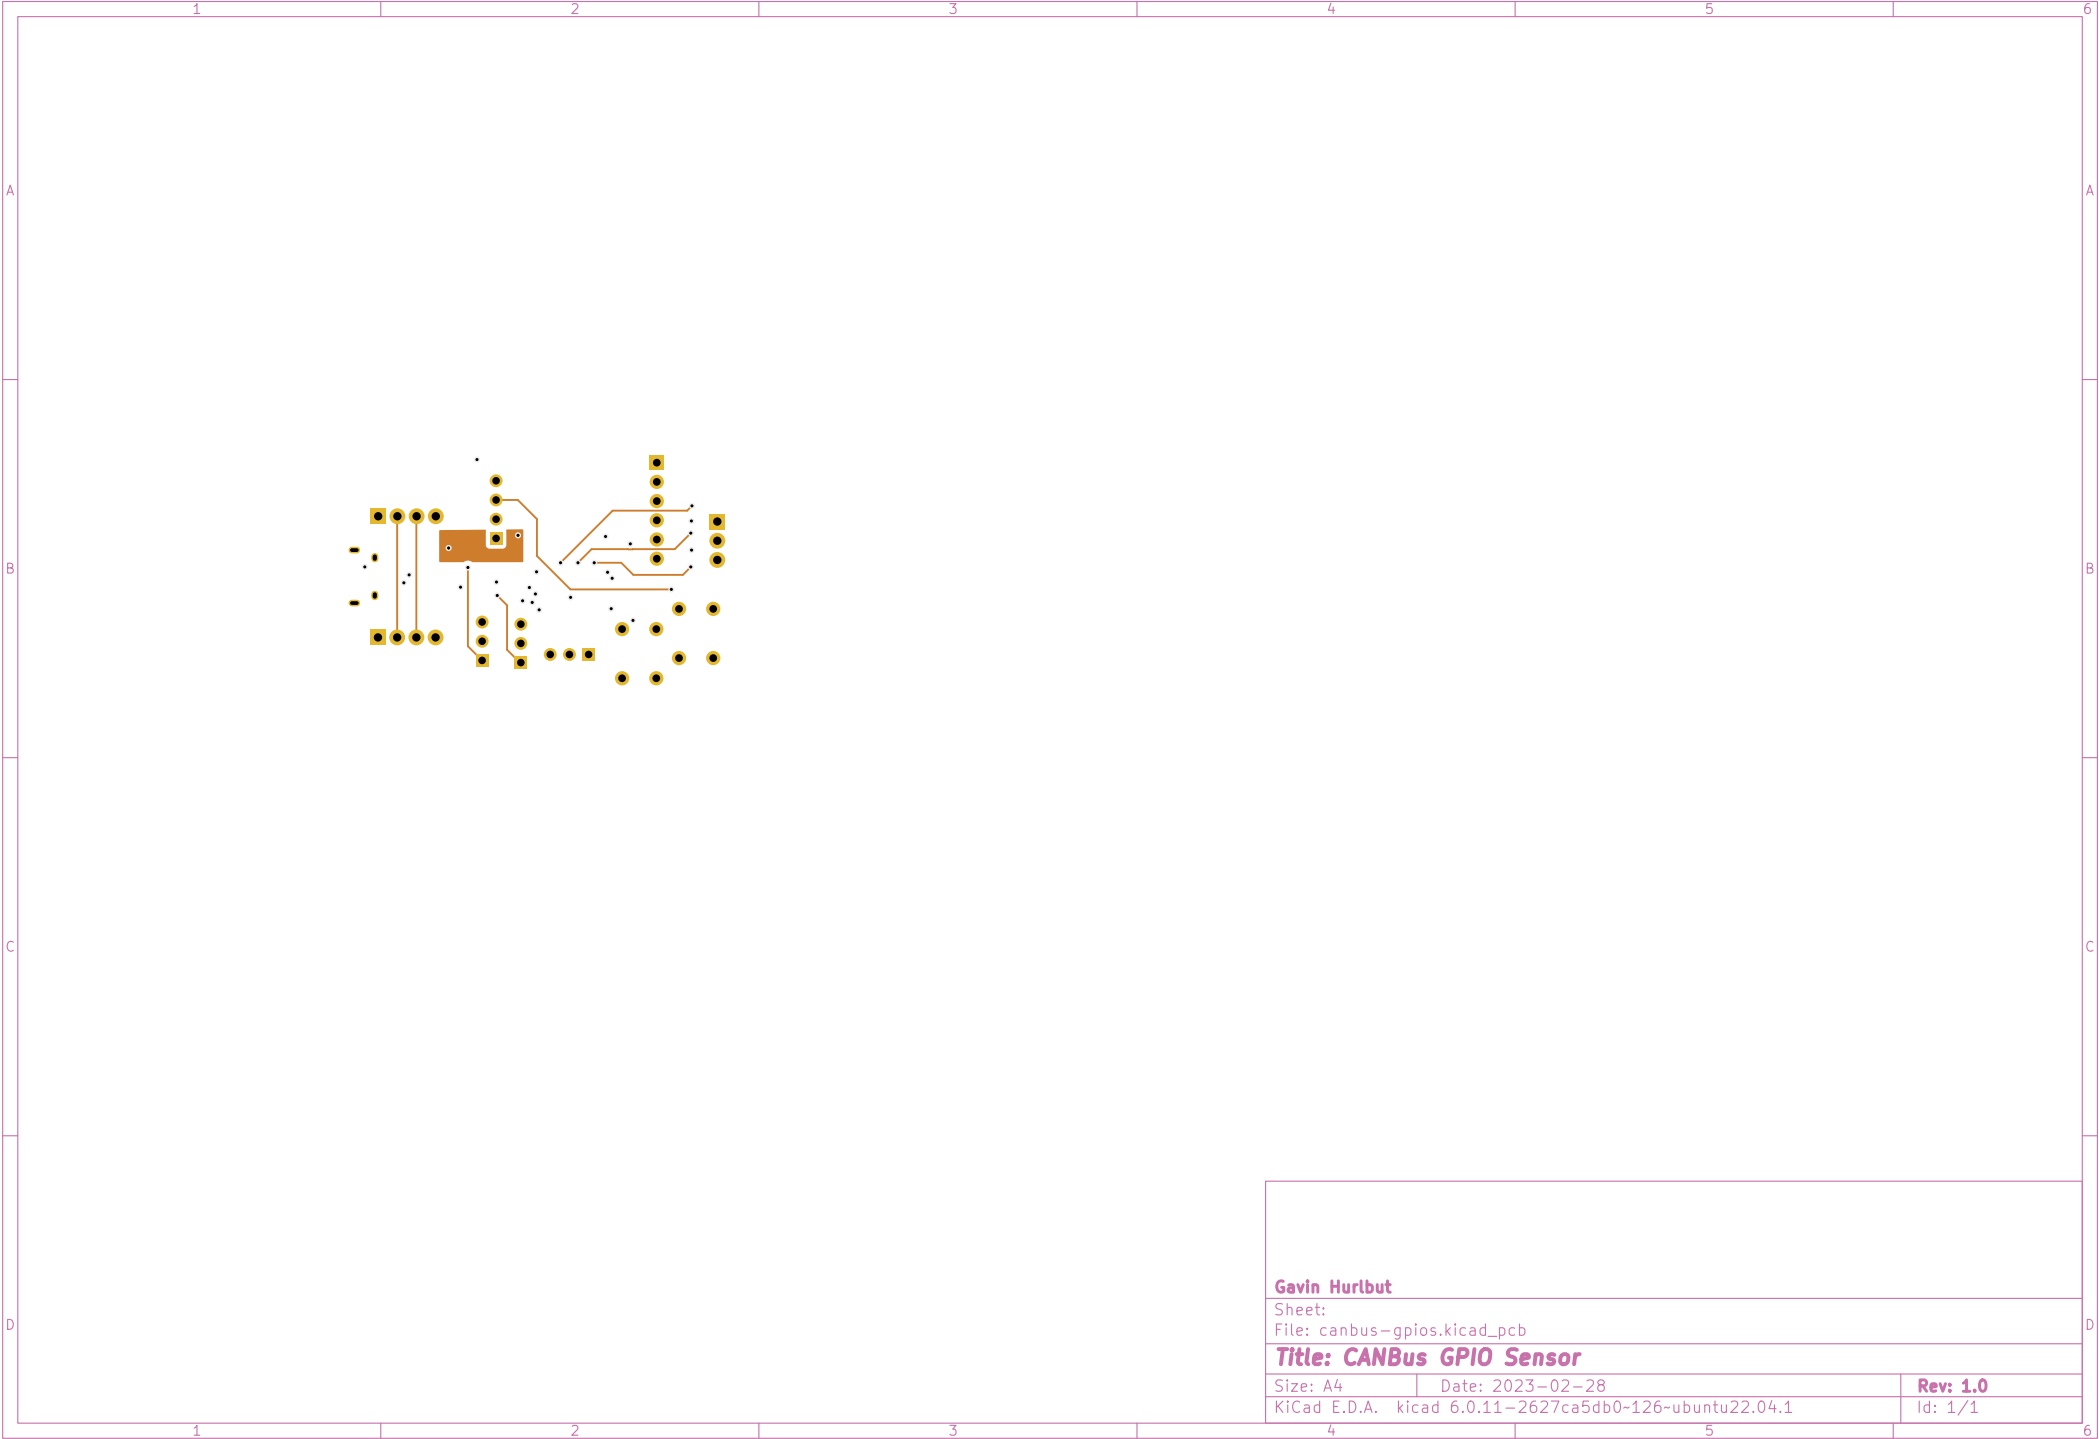 1 2 3 4 5 6
A A
B B
C C
Gavin Hurlbut
Sheet:
File: canbus-gpios.kicad_pcb
D D
Title: CANBus GPIO Sensor
Size: A4 Date: 2023-02-28 Rev: 1.0
KiCad E.D.A. kicad 6.0.11-2627ca5db0~126~ubuntu22.04.1 Id: 1/1
1 2 3 4 5 6